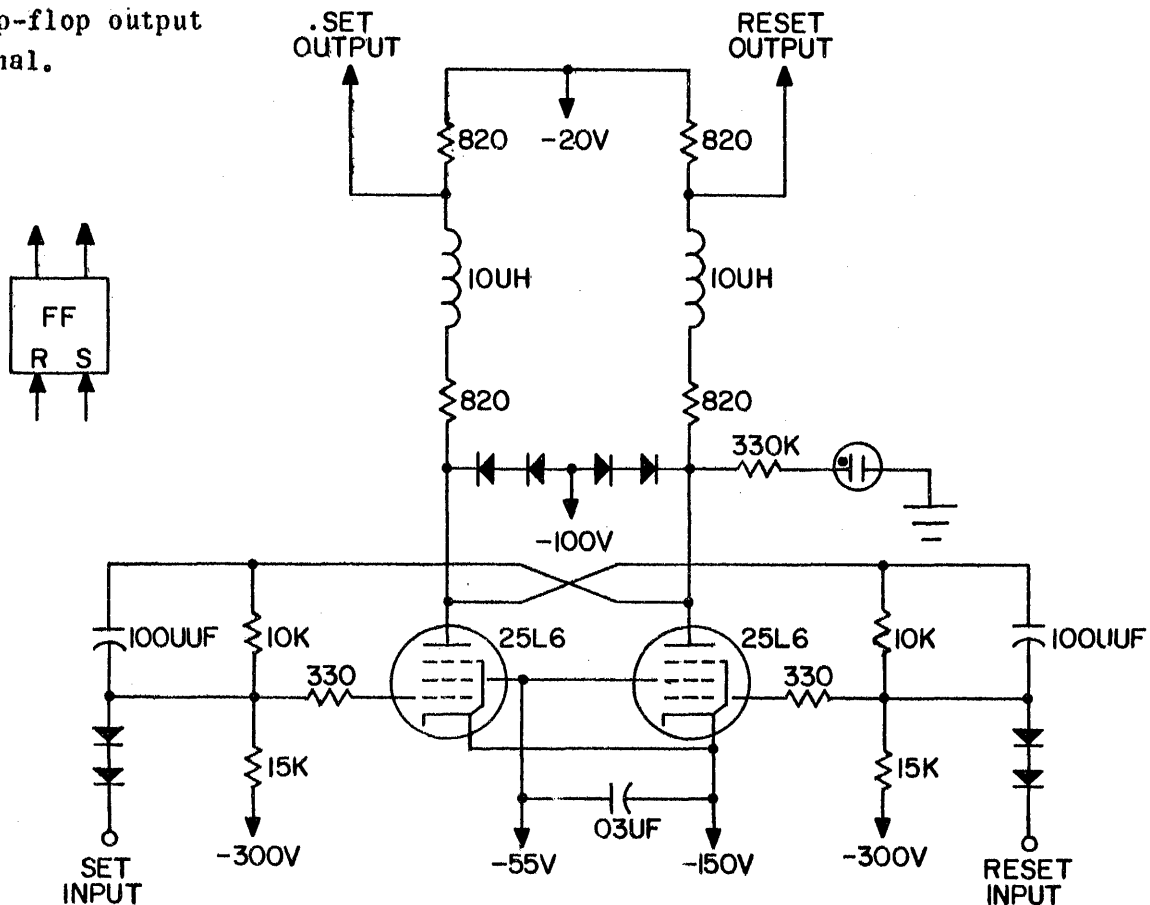 p-flop output
nal.
.SET
OUTPUT
RESET
OUTPUT
820
-20V
820
10UH
10UH
FF
R S
820
820
330K
-100V
100UUF
10K
25L6
25L6
10K
100UUF
330
330
15K
15K
03UF
-300V
-55V
-150V
-300V
SET
INPUT
RESET
INPUT